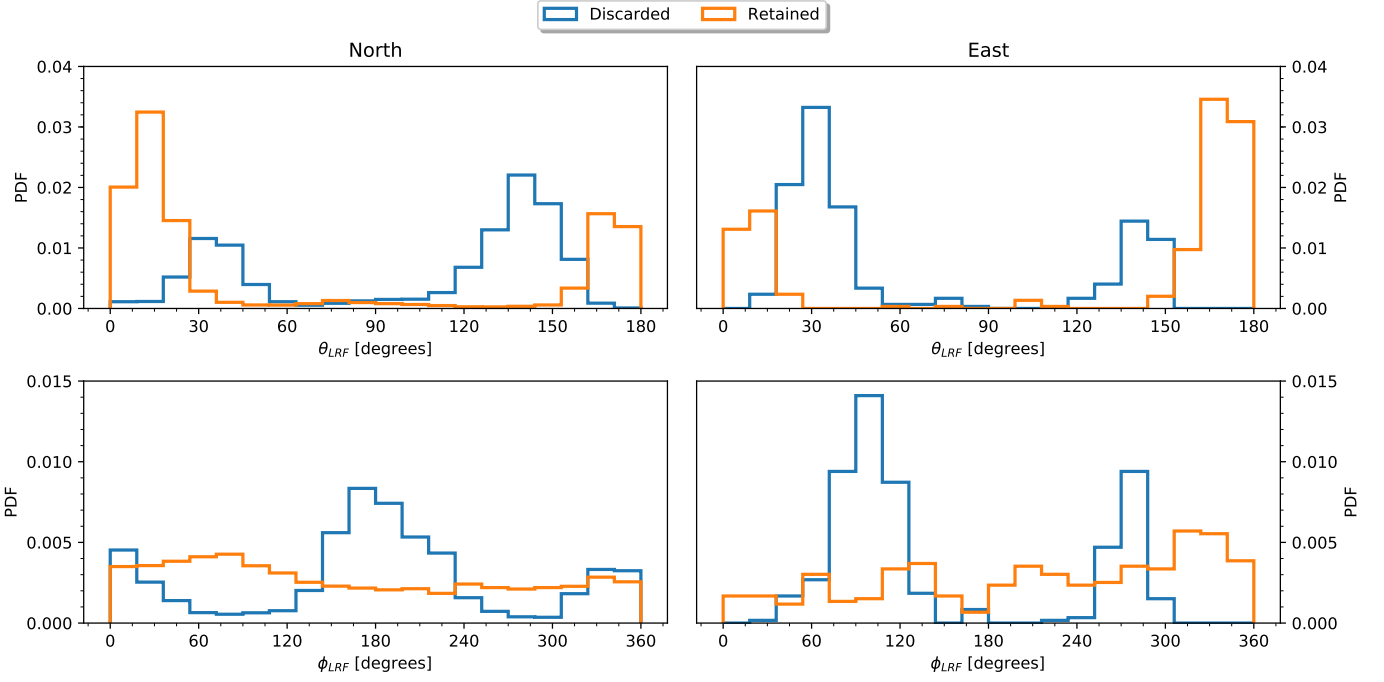 Discarded Retained
North East
0.04 0.04
0.03 0.03
0.02 0.02
0.01 0.01
0.00 0.00
PDF PDF
0 30 60 90 120 150 180 0 30 60 90 120 150 180
θLRF [degrees] θLRF [degrees]
0.015 0.015
0.010 0.010
0.005 0.005
0.000 0.000
PDF PDF
0 60 120 180 240 300 360 0 60 120 180 240 300 360
ϕLRF [degrees] ϕLRF [degrees]